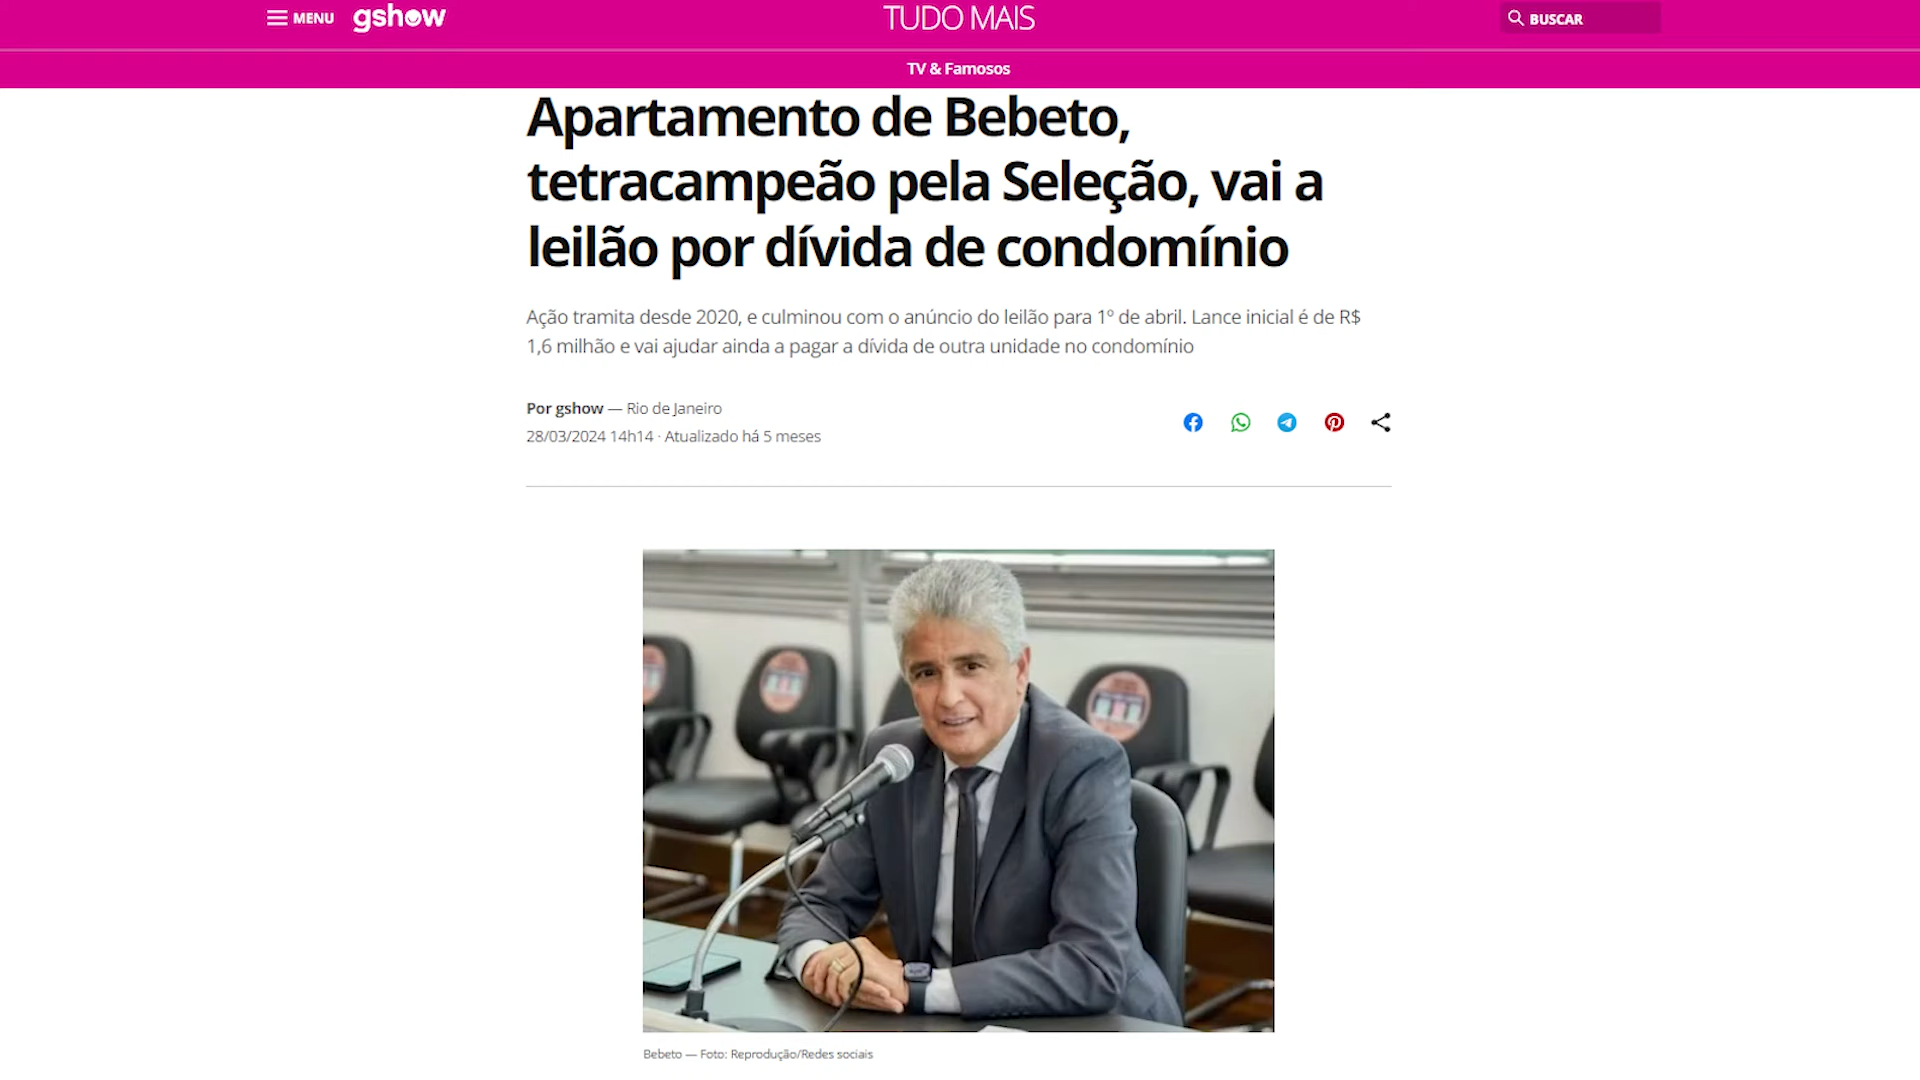 MENU
gshow
TUDO MAIS
BUSCAR
TV & Famosos
Apartamento de Bebeto,
tetracampeão pela Seleção, vai a
leilão por dívida de condomínio
Ação tramita desde 2020, e culminou com o anúncio do leilão para 1º de abril. Lance inicial é de R$
1,6 milhão e vai ajudar ainda a pagar a dívida de outra unidade no condomínio
Por gshow — Rio de Janeiro
28/03/2024 14h14 · Atualizado há 5 meses
Bebeto — Foto: Reprodução/Redes sociais